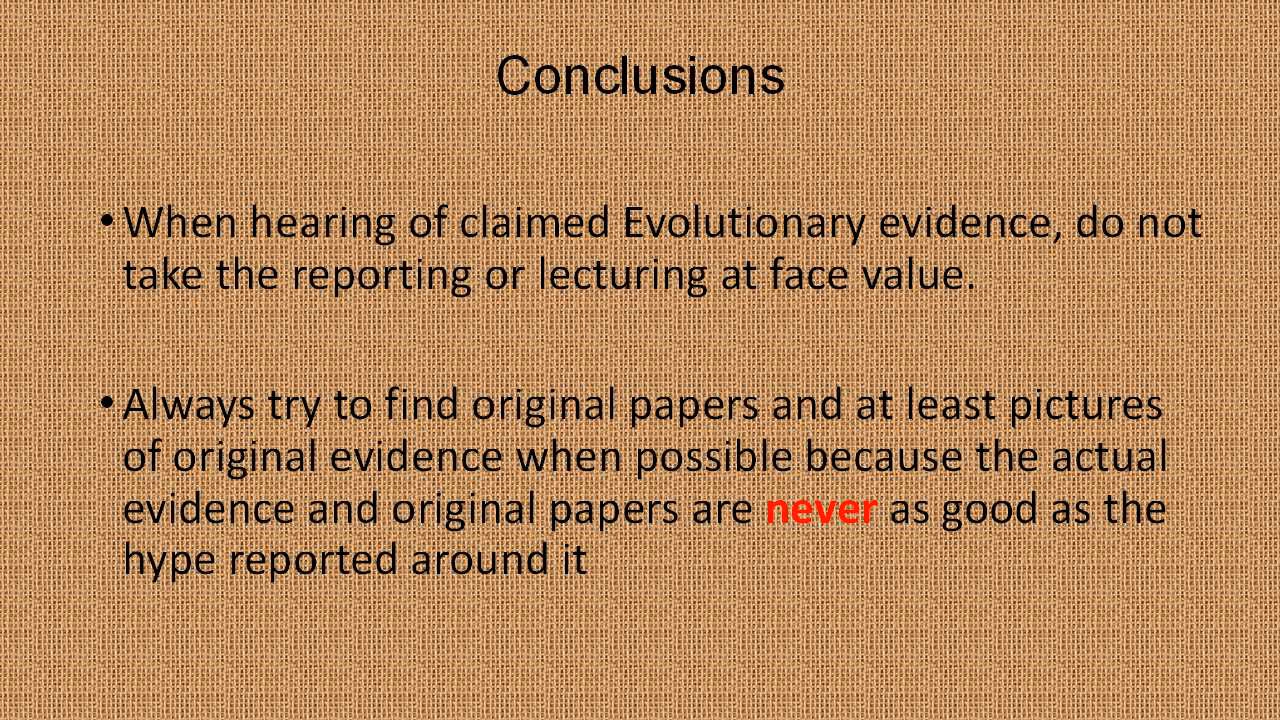 Conclusions
• When hearing of claimed Evolutionary evidence, do not
take the reporting or lecturing at face value.
• Always try to find original papers and at least pictures
of original evidence when possible because the actual
evidence and original papers are never as good as the
hype reported around it